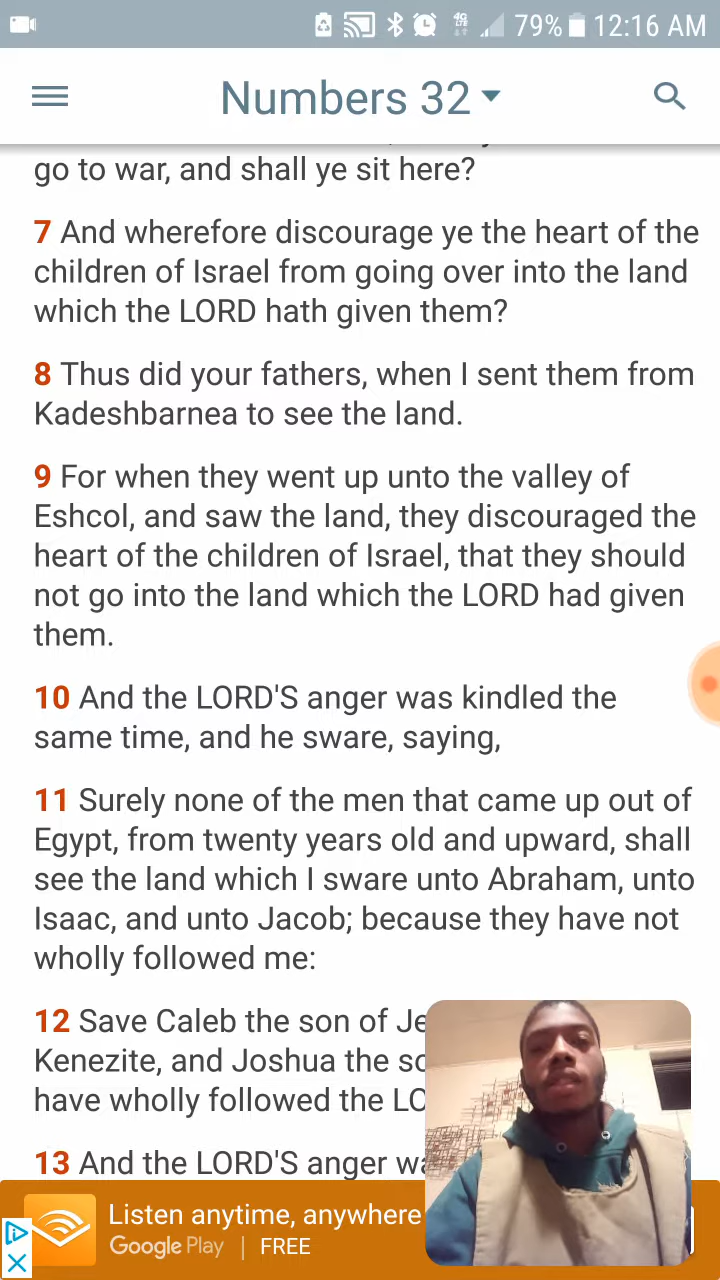 79% 12:16 AM
Numbers 32
go to war, and shall ye sit here?
7 And wherefore discourage ye the heart of the
children of Israel from going over into the land
which the LORD hath given them?
8 Thus did your fathers, when I sent them from
Kadeshbarnea to see the land.
9 For when they went up unto the valley of
Eshcol, and saw the land, they discouraged the
heart of the children of Israel, that they should
not go into the land which the LORD had given
them.
10 And the LORD'S anger was kindled the
same time, and he sware, saying,
11 Surely none of the men that came up out of
Egypt, from twenty years old and upward, shall
see the land which I sware unto Abraham, unto
Isaac, and unto Jacob; because they have not
wholly followed me:
12 Save Caleb the son of Je
Kenezite, and Joshua the so
have wholly followed the LO
13 And the LORD'S anger wa
Listen anytime, anywhere
Google Play | FREE